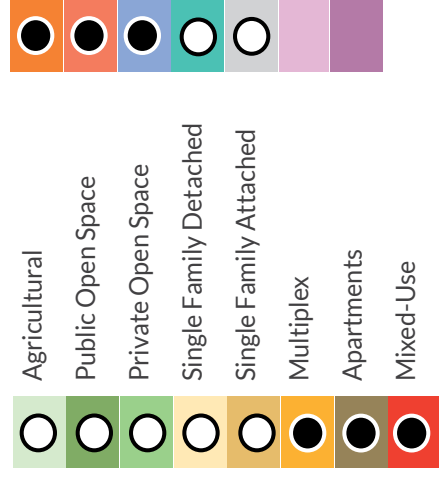 Agricultural
Public Open Space
Private Open Space
Single Family Detached
Single Family Attached
Multiplex
Apartments
Mixed-Use